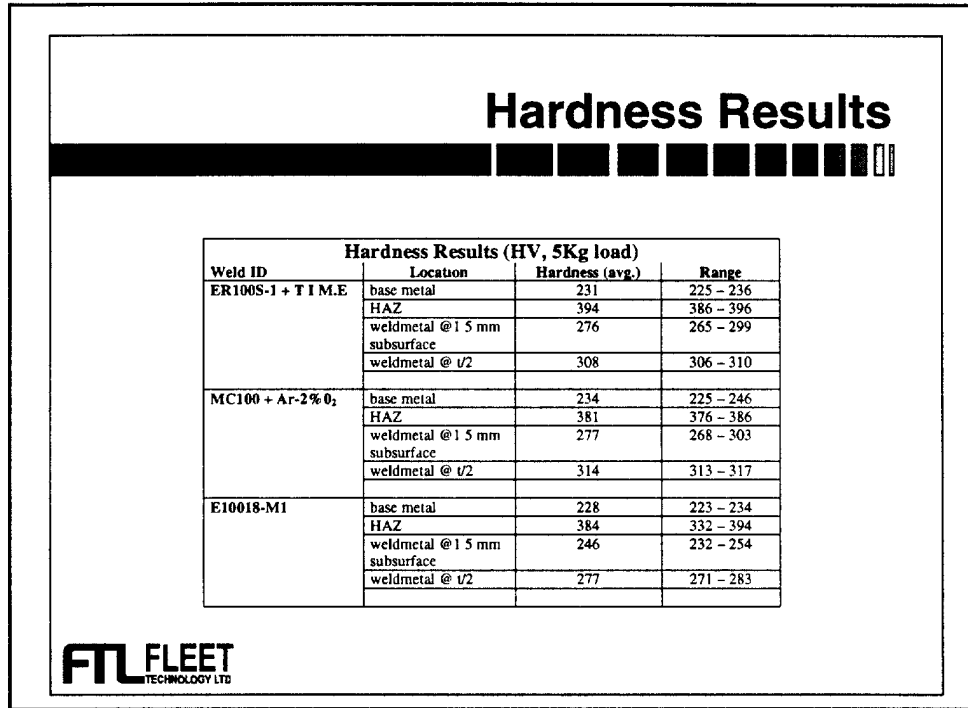 Hardness Results
Hardness Results (HV, 5Kg load)
Weld ID Location Hardness (avg.) Range
ER100S-1 + T I M.E base metal 231 225 – 236
HAZ 394 386 – 396
weldmetal @1 5 mm 276 265 – 299
subsurface
weldmetal @ t/2 308 306 – 310
MC100 + Ar-2%0₂ base metal 234 225 – 246
HAZ 381 376 – 386
weldmetal @1 5 mm 277 268 – 303
subsurface
weldmetal @ t/2 314 313 – 317
E10018-M1 base metal 228 223 – 234
HAZ 384 332 – 394
weldmetal @1 5 mm 246 232 – 254
subsurface
weldmetal @ t/2 277 271 – 283
FTL FLEET
TECHNOLOGY LTD